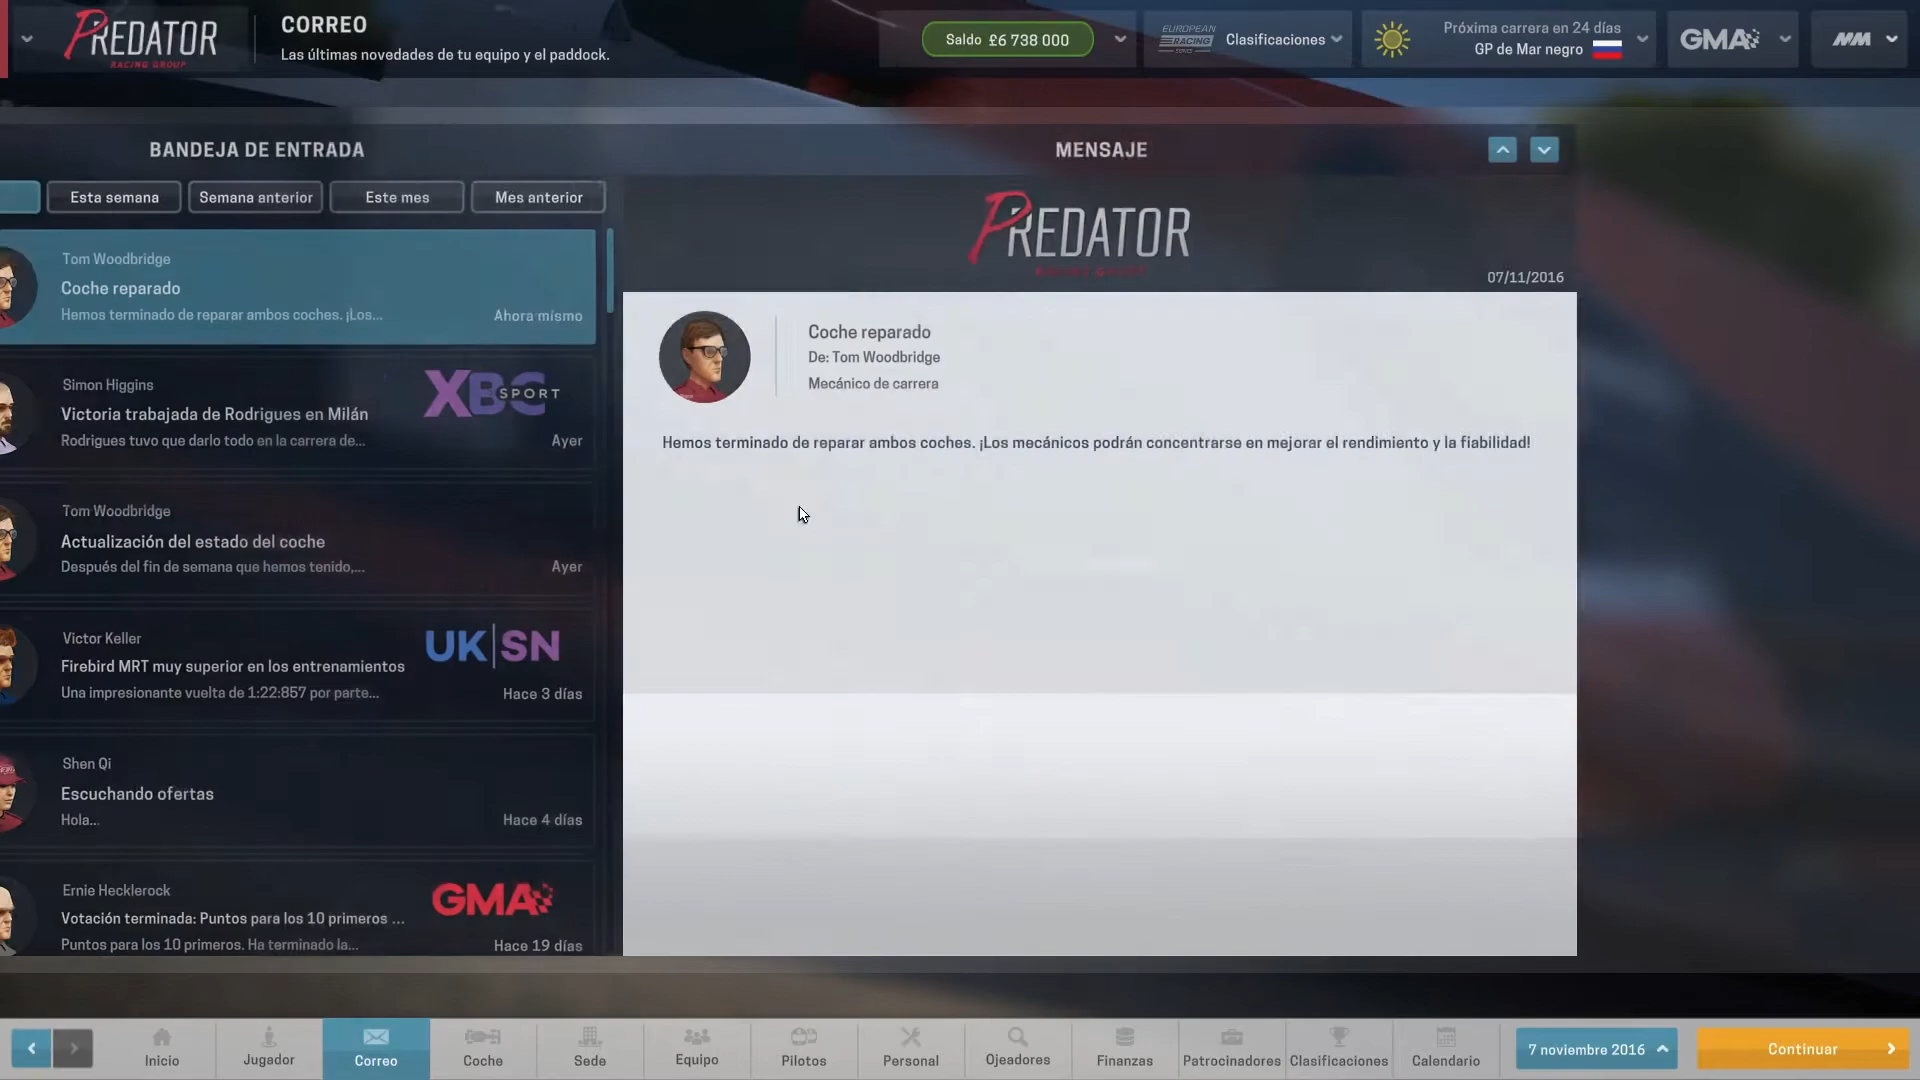 PREDATOR
RACING GROUP
CORREO
Las últimas novedades de tu equipo y el paddock.
Saldo £6 738 000
EUROPEAN
RACING
Clasificaciones
Próxima carrera en 24 días
GP de Mar negro
GMA
BANDEJA DE ENTRADA
MENSAJE
Esta semana
Semana anterior
Este mes
Mes anterior
PREDATOR
RACING GROUP
07/11/2016
Tom Woodbridge
Coche reparado
Hemos terminado de reparar ambos coches. ¡Los...
Ahora mismo
Simon Higgins
XBC SPORT
Victoria trabajada de Rodrigues en Milán
Rodrigues tuvo que darlo todo en la carrera de...
Ayer
Tom Woodbridge
Actualización del estado del coche
Después del fin de semana que hemos tenido,...
Ayer
Victor Keller
UK|SN
Firebird MRT muy superior en los entrenamientos
Una impresionante vuelta de 1:22:857 por parte...
Hace 3 días
Shen Qi
Escuchando ofertas
Hola...
Hace 4 días
Ernie Hecklerock
GMA
Votación terminada: Puntos para los 10 primeros ...
Puntos para los 10 primeros. Ha terminado la...
Hace 19 días
Coche reparado
De: Tom Woodbridge
Mecánico de carrera
Hemos terminado de reparar ambos coches. ¡Los mecánicos podrán concentrarse en mejorar el rendimiento y la fiabilidad!
Inicio
Jugador
Correo
Coche
Sede
Equipo
Pilotos
Personal
Ojeadores
Finanzas
Patrocinadores
Clasificaciones
Calendario
7 noviembre 2016
Continuar